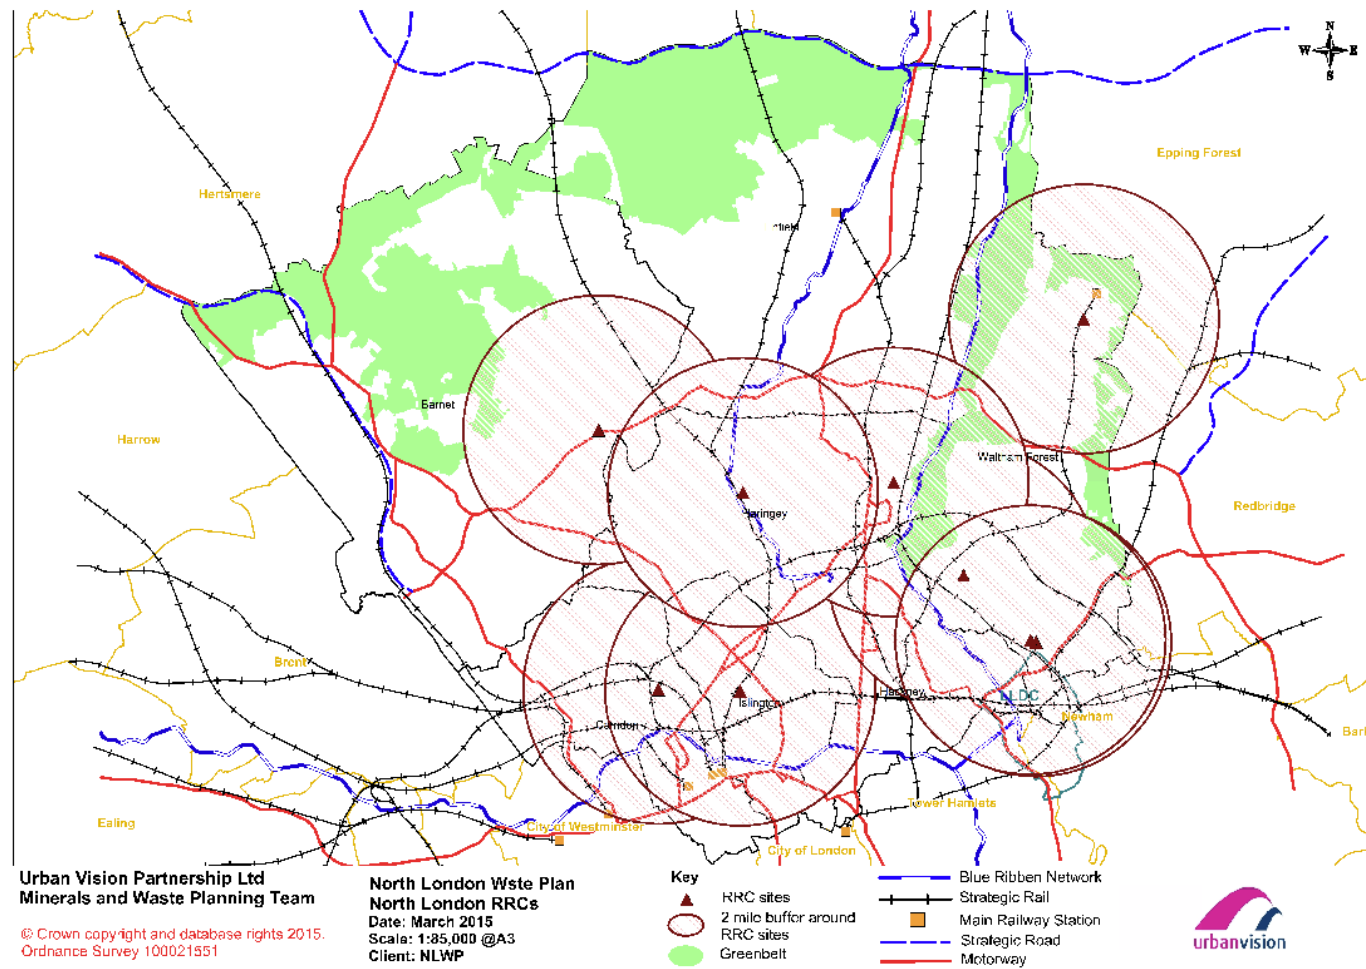 N
W E
S
Epping Forest
Hertsmere
Barnet
Harrow
Waltham Forest
Redbridge
Haringey
Brent
Hackney
LLDC
Islington
Camden
Newham
Tower Hamlets
Ealing
City of Westminster
City of London
Urban Vision Partnership Ltd
Minerals and Waste Planning Team
© Crown copyright and database rights 2015.
Ordnance Survey 100021551
North London Wste Plan
North London RRCs
Date: March 2015
Scale: 1:85,000 @A3
Client: NLWP
Key
RRC sites
2 mile buffer around
RRC sites
Greenbelt
Blue Ribben Network
Strategic Rail
Main Railway Station
Strategic Road
Motorway
urbanvision